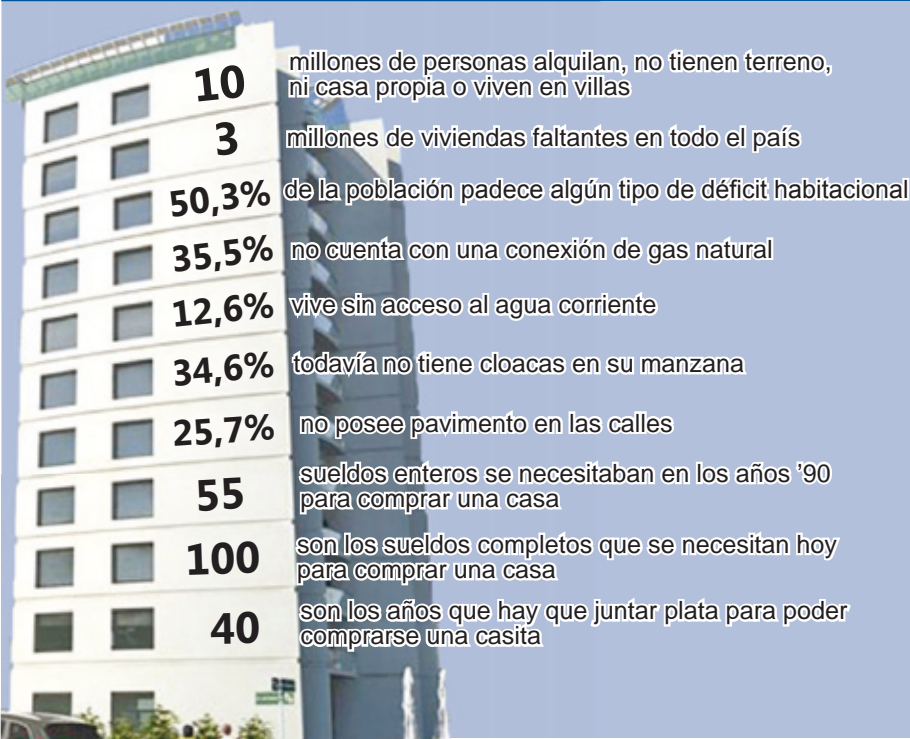 10 millones de personas alquilan, no tienen terreno,
ni casa propia o viven en villas
3 millones de viviendas faltantes en todo el país
50,3% de la población padece algún tipo de déficit habitacional
35,5% no cuenta con una conexión de gas natural
12,6% vive sin acceso al agua corriente
34,6% todavía no tiene cloacas en su manzana
25,7% no posee pavimento en las calles
55 sueldos enteros se necesitaban en los años ’90
para comprar una casa
100 son los sueldos completos que se necesitan hoy
para comprar una casa
40 son los años que hay que juntar plata para poder
comprarse una casita